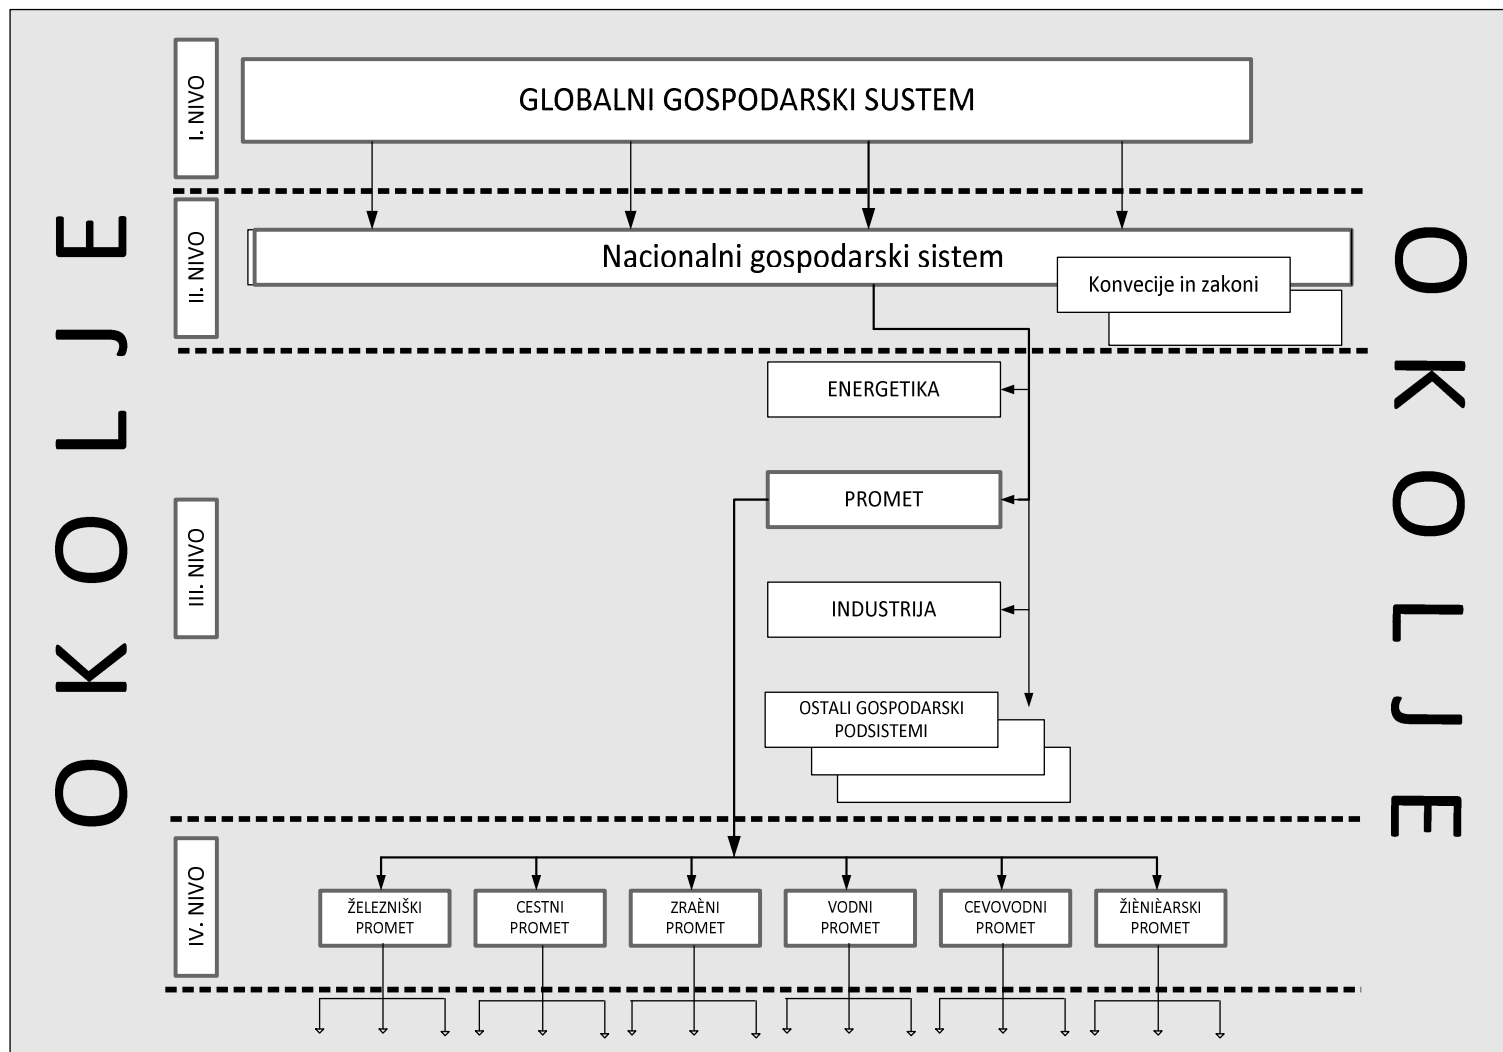 OKOLJE
I. NIVO
GLOBALNI GOSPODARSKI SUSTEM
II. NIVO
Nacionalni gospodarski sistem
Konvecije in zakoni
III. NIVO
ENERGETIKA
PROMET
INDUSTRIJA
OSTALI GOSPODARSKI
PODSISTEMI
IV. NIVO
ŽELEZNIŠKI
PROMET
CESTNI
PROMET
ZRAÈNI
PROMET
VODNI
PROMET
CEVOVODNI
PROMET
ŽIÈNIÈARSKI
PROMET
OKOLJE